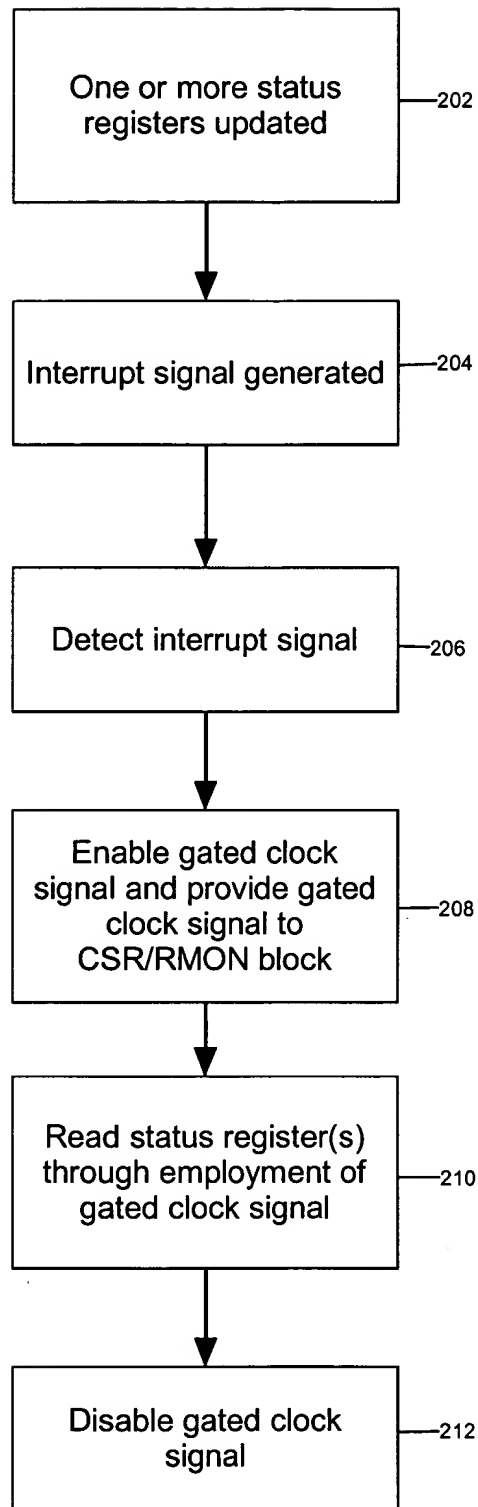 One or more status
registers updated
202
Interrupt signal generated
204
Detect interrupt signal
206
Enable gated clock
signal and provide gated
clock signal to
CSR/RMON block
208
Read status register(s)
through employment of
gated clock signal
210
Disable gated clock
signal
212